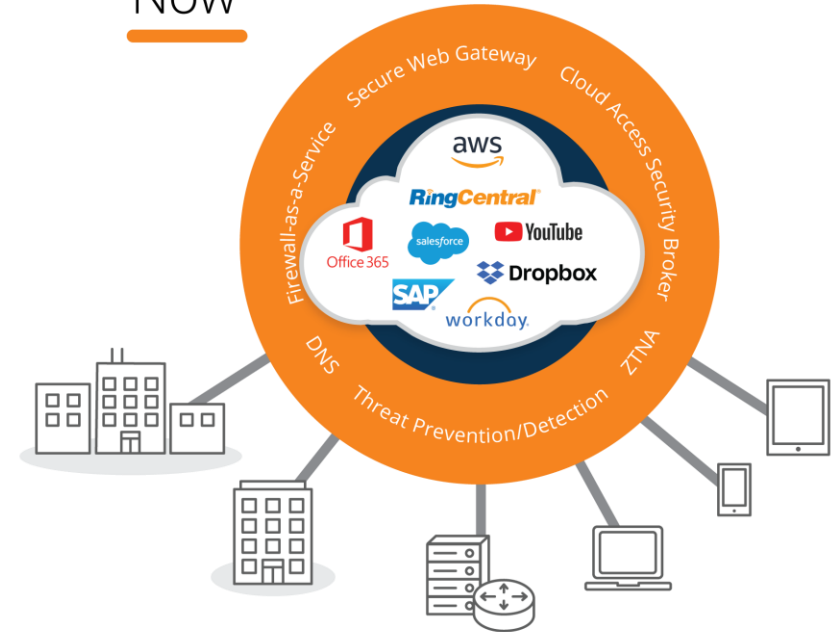 Now
Secure Web Gateway
Cloud Access Security Broker
Firewall-as-a-Service
aws
RingCentral
Office 365
salesforce
YouTube
Dropbox
SAP
workday.
DNS
Threat Prevention/Detection
ZTNA